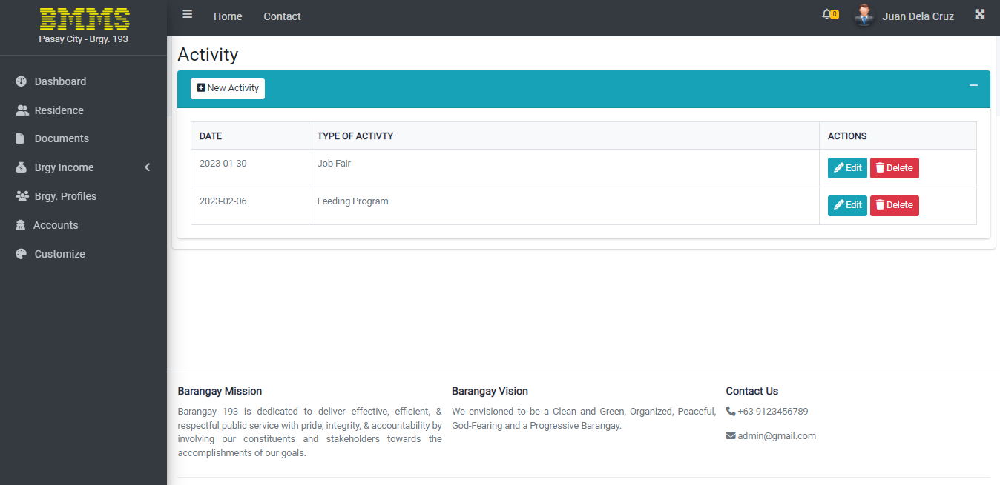 BMMS
Pasay City - Brgy. 193
Home
Contact
0
Juan Dela Cruz
Dashboard
Residence
Documents
Brgy Income
Brgy. Profiles
Accounts
Customize
Activity
New Activity
DATE
TYPE OF ACTIVTY
ACTIONS
2023-01-30
Job Fair
Edit
Delete
2023-02-06
Feeding Program
Edit
Delete
Barangay Mission
Barangay 193 is dedicated to deliver effective, efficient, &
respectful public service with pride, integrity, & accountability by
involving our constituents and stakeholders towards the
accomplishments of our goals.
Barangay Vision
We envisioned to be a Clean and Green, Organized, Peaceful,
God-Fearing and a Progressive Barangay.
Contact Us
+63 9123456789
admin@gmail.com